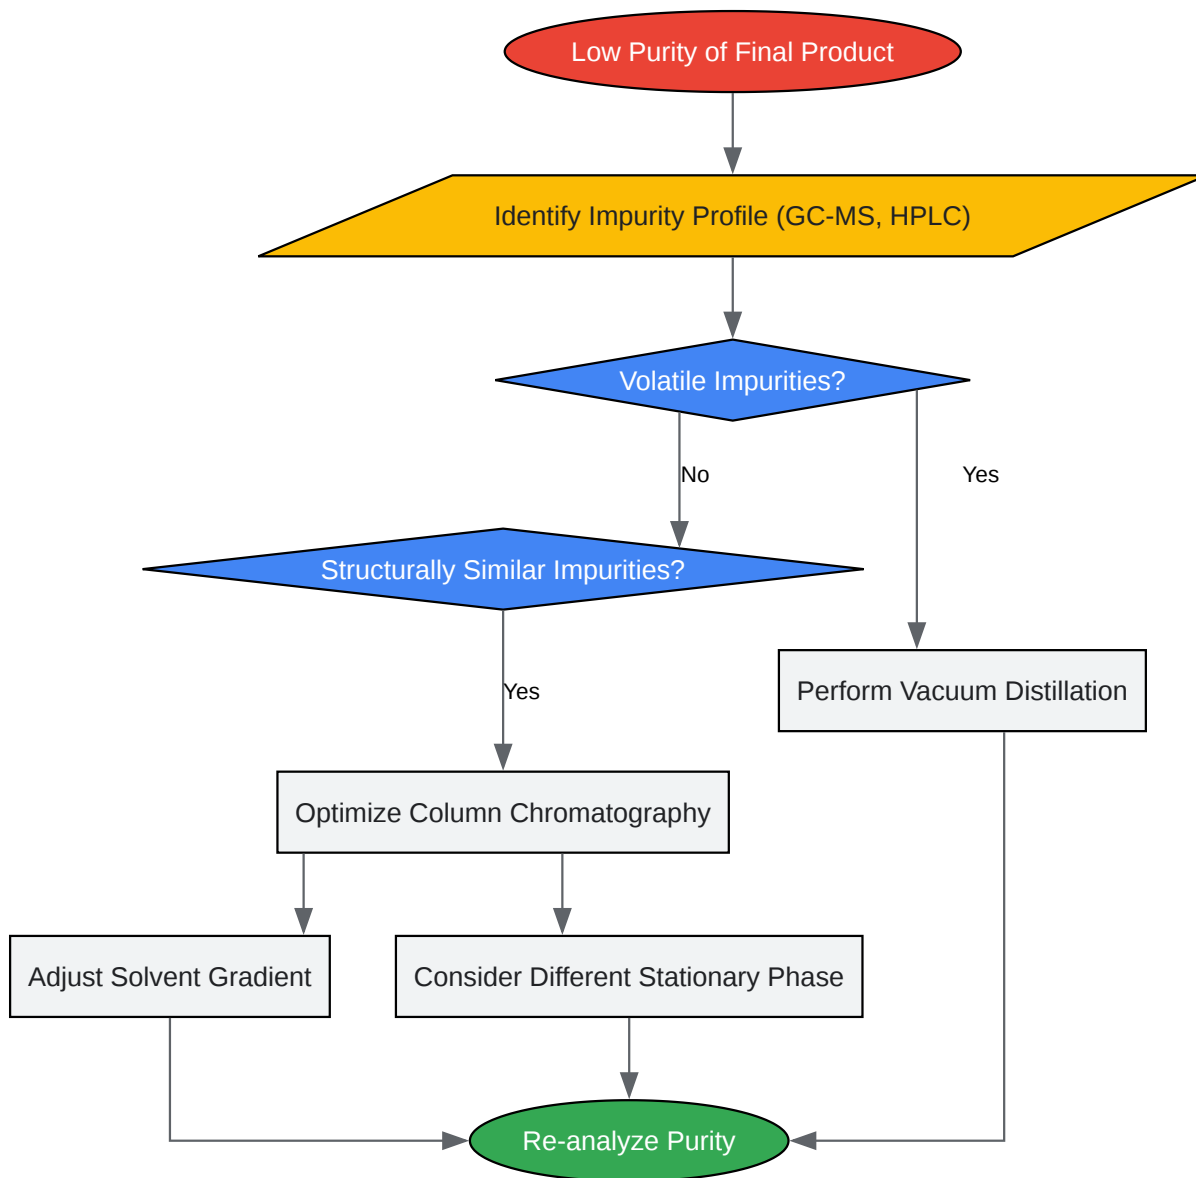 Low Purity of Final Product
Identify Impurity Profile (GC-MS, HPLC)
Volatile Impurities?
No
Yes
Structurally Similar Impurities?
Yes
Perform Vacuum Distillation
Optimize Column Chromatography
Adjust Solvent Gradient
Consider Different Stationary Phase
Re-analyze Purity